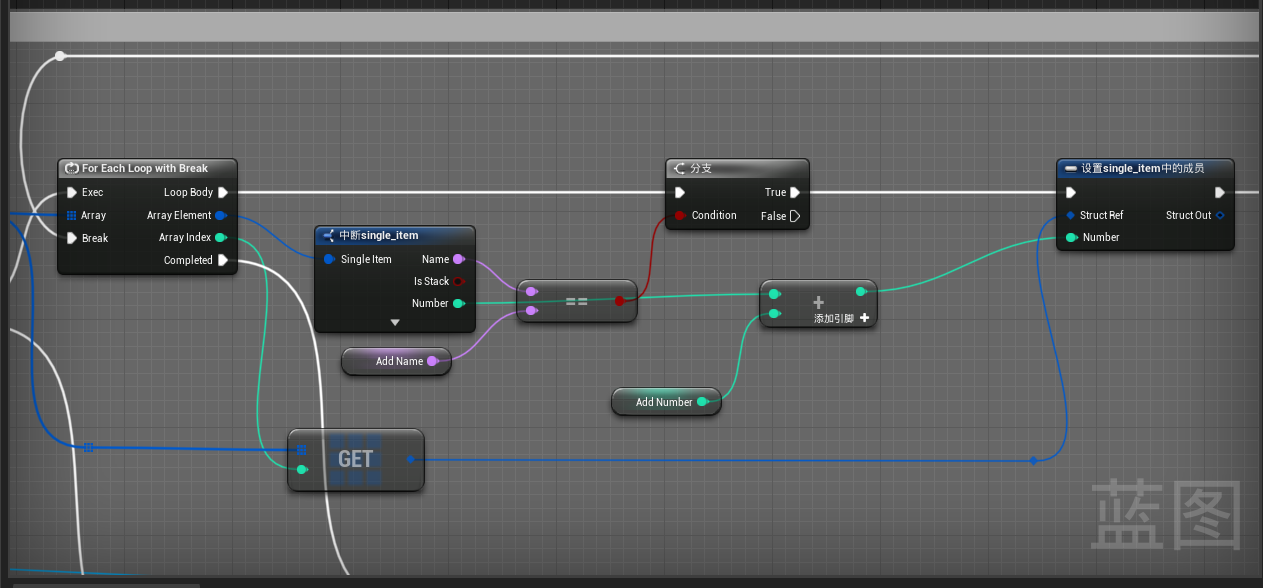 For Each Loop with Break
Exec
Loop Body
Array
Array Element
Break
Array Index
Completed
中断single_item
Single Item
Name
Is Stack
Number
Add Name
==
分支
True
Condition
False
+
添加引脚
Add Number
设置single_item中的成员
Struct Ref
Struct Out
Number
GET
蓝图